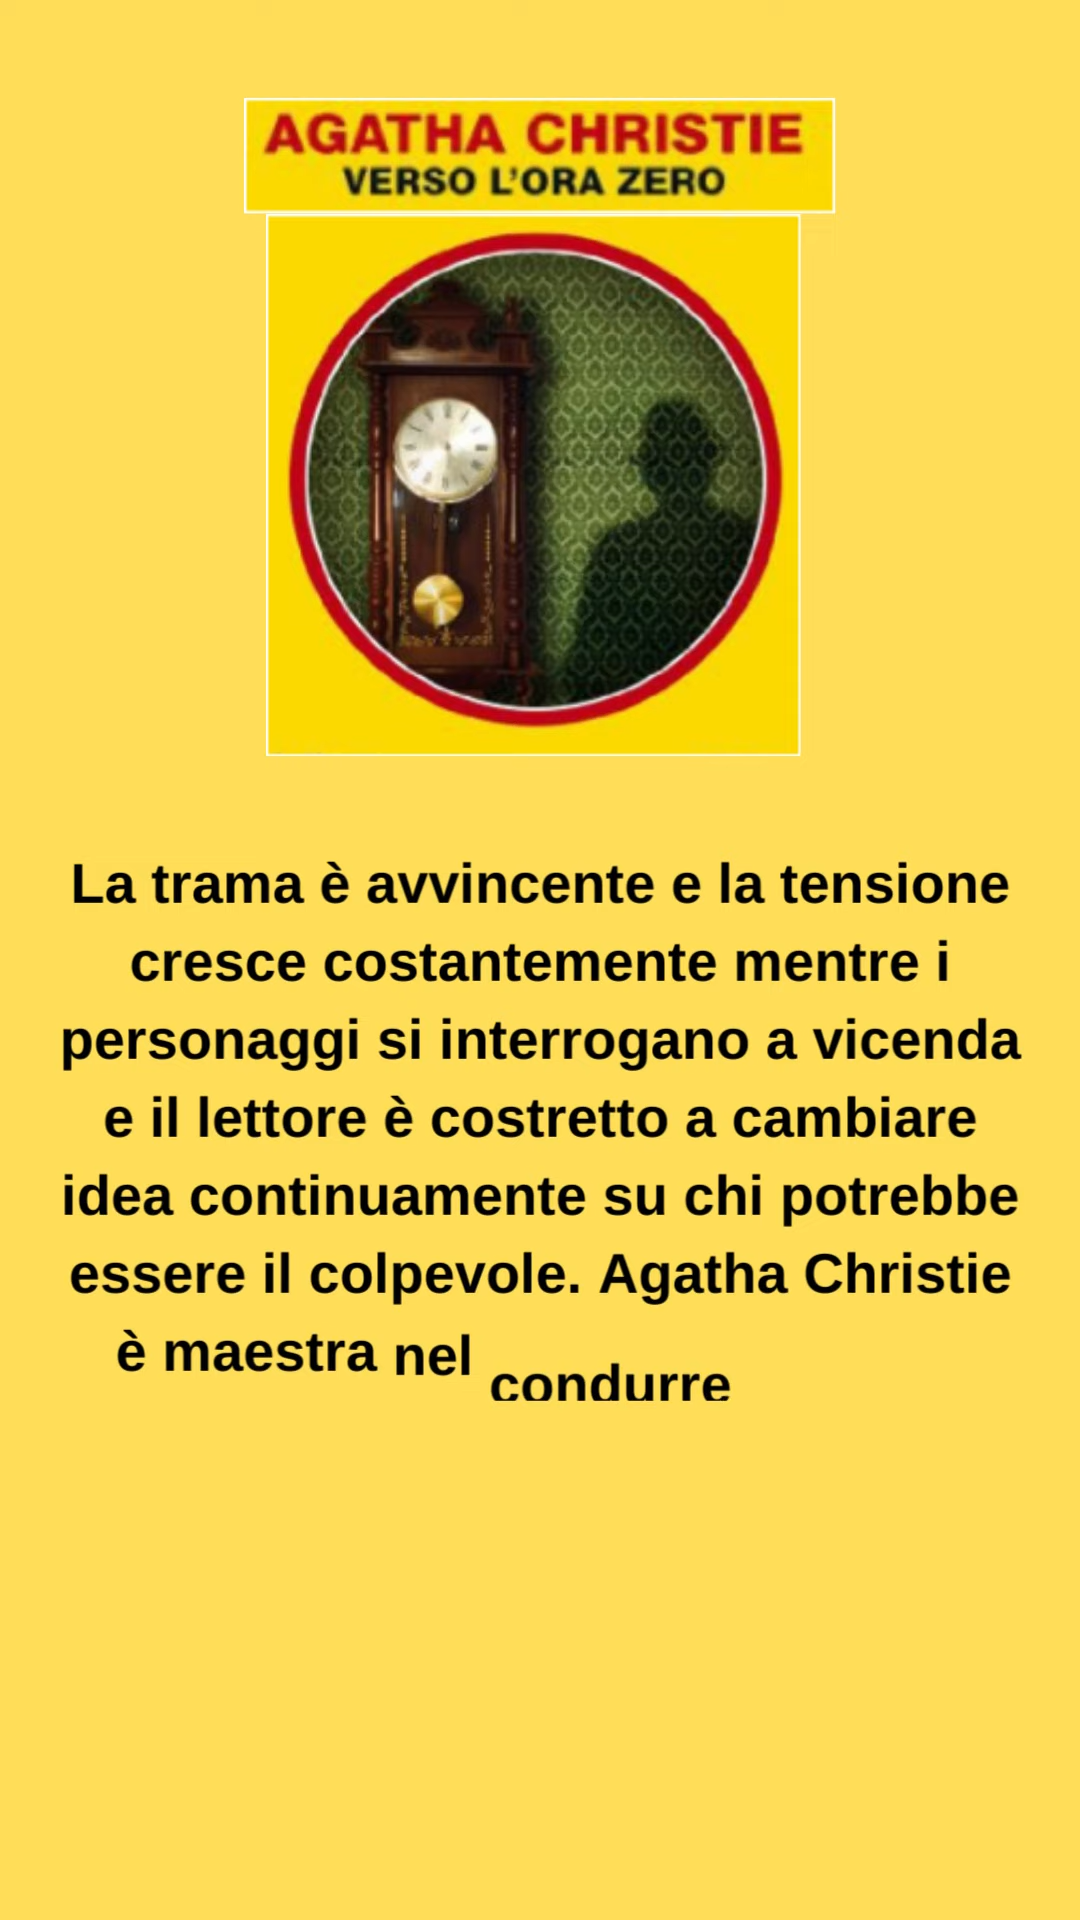 AGATHA CHRISTIE
VERSO L'ORA ZERO
La trama è avvincente e la tensione
cresce costantemente mentre i
personaggi si interrogano a vicenda
e il lettore è costretto a cambiare
idea continuamente su chi potrebbe
essere il colpevole. Agatha Christie
è maestra nel condurre